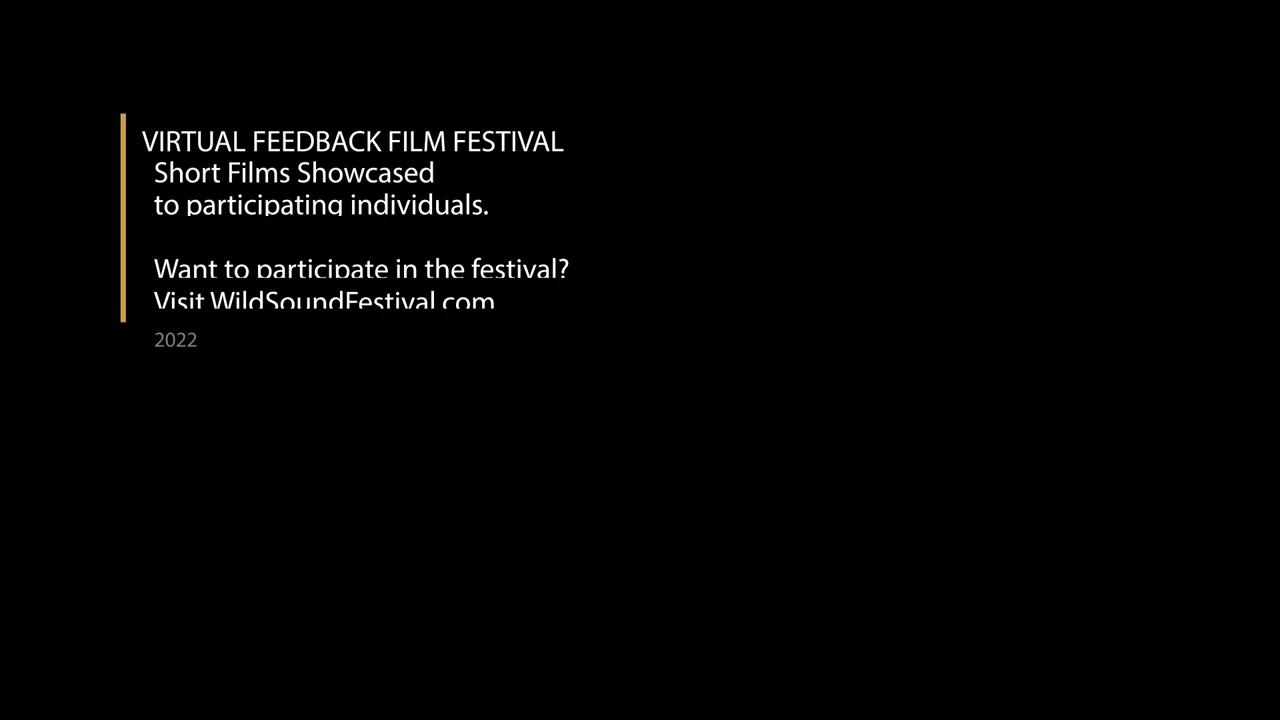 VIRTUAL FEEDBACK FILM FESTIVAL
Short Films Showcased
to participating individuals.
Want to participate in the festival?
Visit WildSoundFestival.com
2022